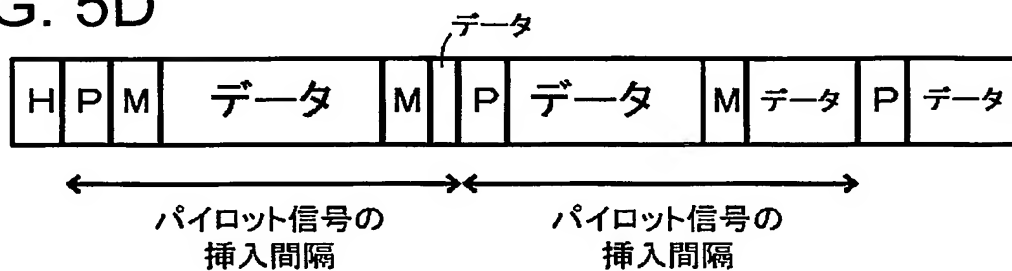 G. 5D
データ
H P M データ M P データ M データ P データ
パイロット信号の 挿入間隔
パイロット信号の 挿入間隔